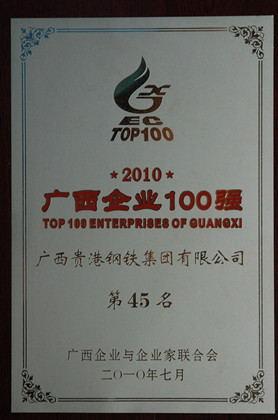 GX
EC
TOP100
★2010★
广西企业100强
TOP 100 ENTERPRISES OF GUANGXI
广西贵港钢铁集团有限公司
第45名
广西企业与企业家联合会
二〇一〇年七月